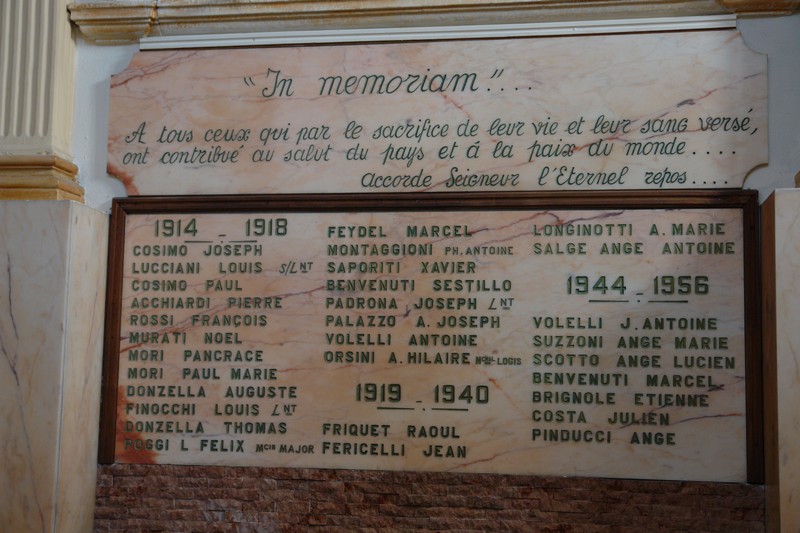 "In memoriam"....
A tous ceux qui par le sacrifice de leur vie et leur sang versé,
ont contribué au salut du pays et á la paix du monde....
Accorde Seigneur l'Eternel repos....
1914 - 1918
COSIMO JOSEPH
LUCCIANI LOUIS S/LNT
COSIMO PAUL
ACCHIARDI PIERRE
ROSSI FRANÇOIS
MURATI NOEL
MORI PANCRACE
MORI PAUL MARIE
DONZELLA AUGUSTE
FINOCCHI LOUIS LNT
DONZELLA THOMAS
POGGI L FELIX MCIN MAJOR
FEYDEL MARCEL
MONTAGGIONI PH. ANTOINE
SAPORITI XAVIER
BENVENUTI SESTILLO
PADRONA JOSEPH LNT
PALAZZO A. JOSEPH
VOLELLI ANTOINE
ORSINI A. HILAIRE MQUL LOGIS
1919 - 1940
FRIQUET RAOUL
FERICELLI JEAN
LONGINOTTI A. MARIE
SALGE ANGE ANTOINE
1944 - 1956
VOLELLI J. ANTOINE
SUZZONI ANGE MARIE
SCOTTO ANGE LUCIEN
BENVENUTI MARCEL
BRIGNOLE ETIENNE
COSTA JULIEN
PINDUCCI ANGE